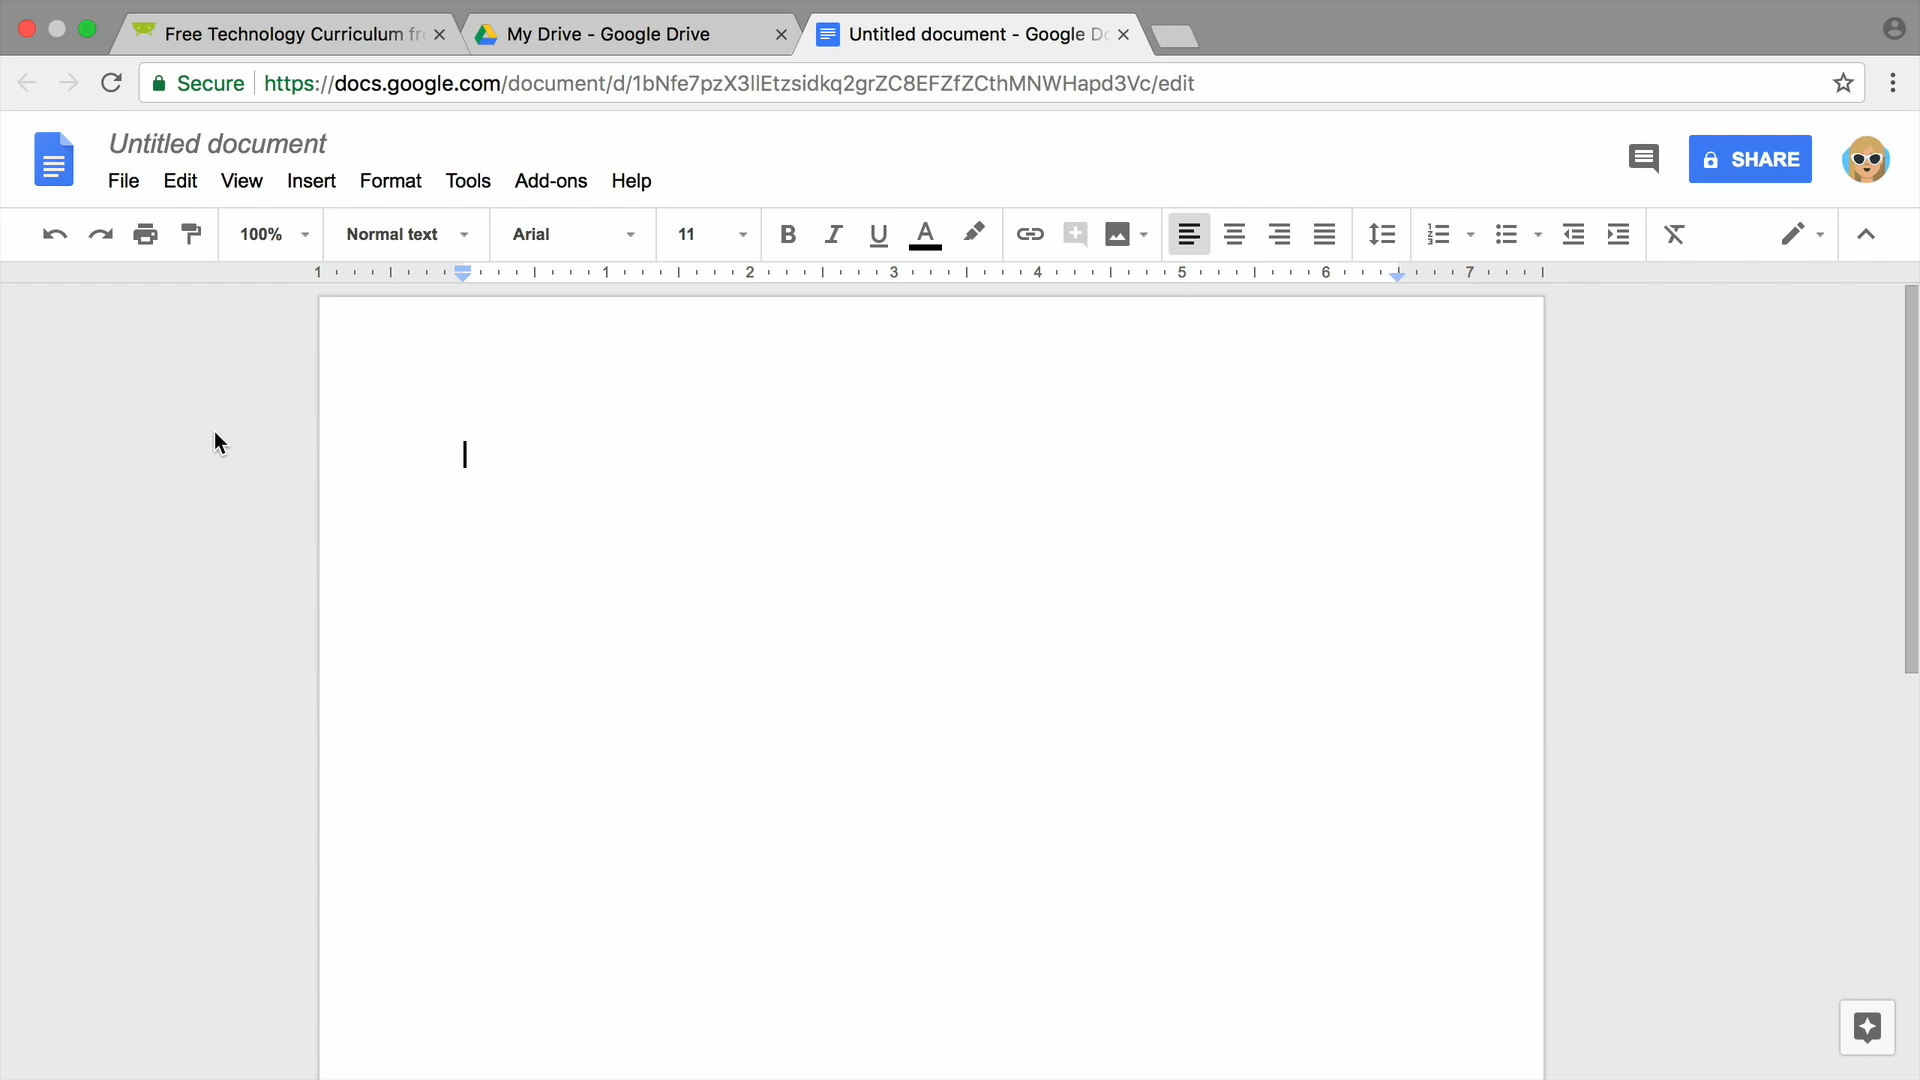 Free Technology Curriculum fr
My Drive - Google Drive
Untitled document - Google D
Secure
https://docs.google.com/document/d/1bNfe7pzX3llEtzsidkq2grZC8EFZfZCthMNWHapd3Vc/edit
Untitled document
File Edit View Insert Format Tools Add-ons Help
SHARE
100% Normal text Arial 11 B I U A
1 1 2 3 4 5 6 7